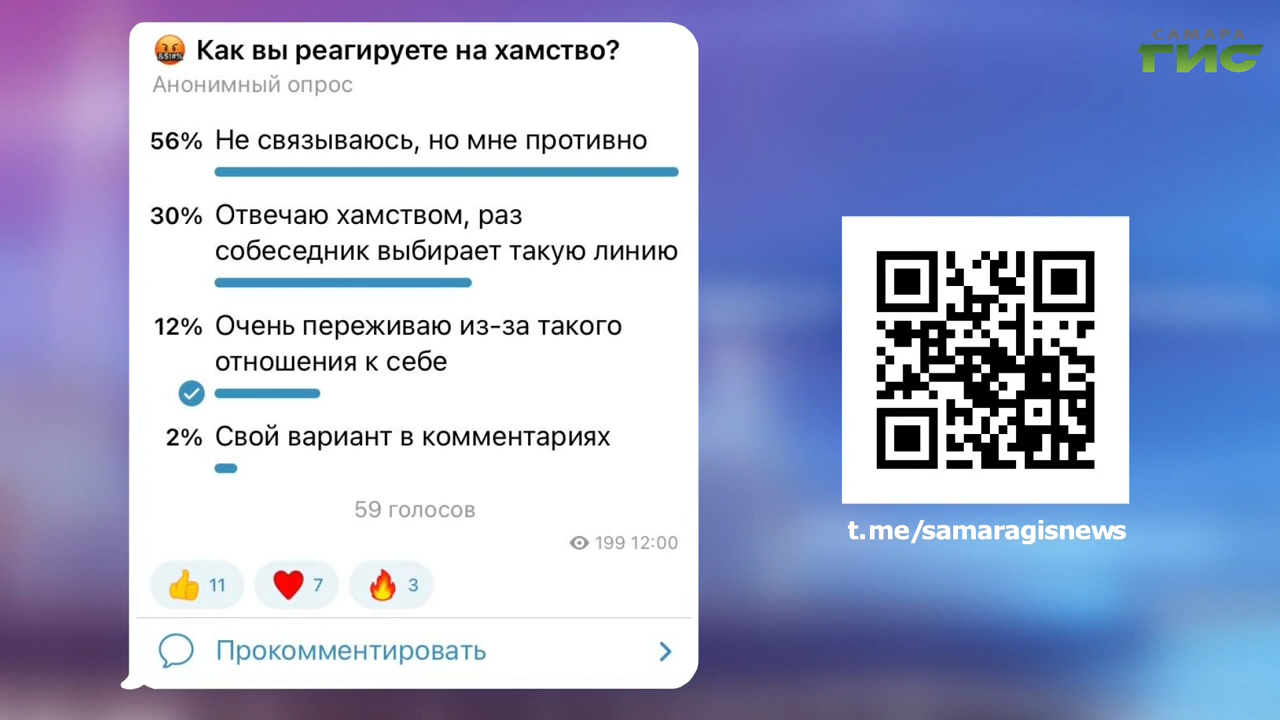 Как вы реагируете на хамство?
Анонимный опрос
56% Не связываюсь, но мне противно
30% Отвечаю хамством, раз
собеседник выбирает такую линию
12% Очень переживаю из-за такого
отношения к себе
2% Свой вариант в комментариях
59 голосов
199 12:00
11 7 3
Прокомментировать
САМАРА
ГИС
t.me/samaragisnews